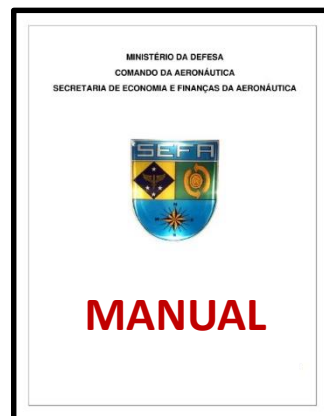 MINISTÉRIO DA DEFESA
COMANDO DA AERONÁUTICA
SECRETARIA DE ECONOMIA E FINANÇAS DA AERONÁUTICA
SEFA
MANUAL